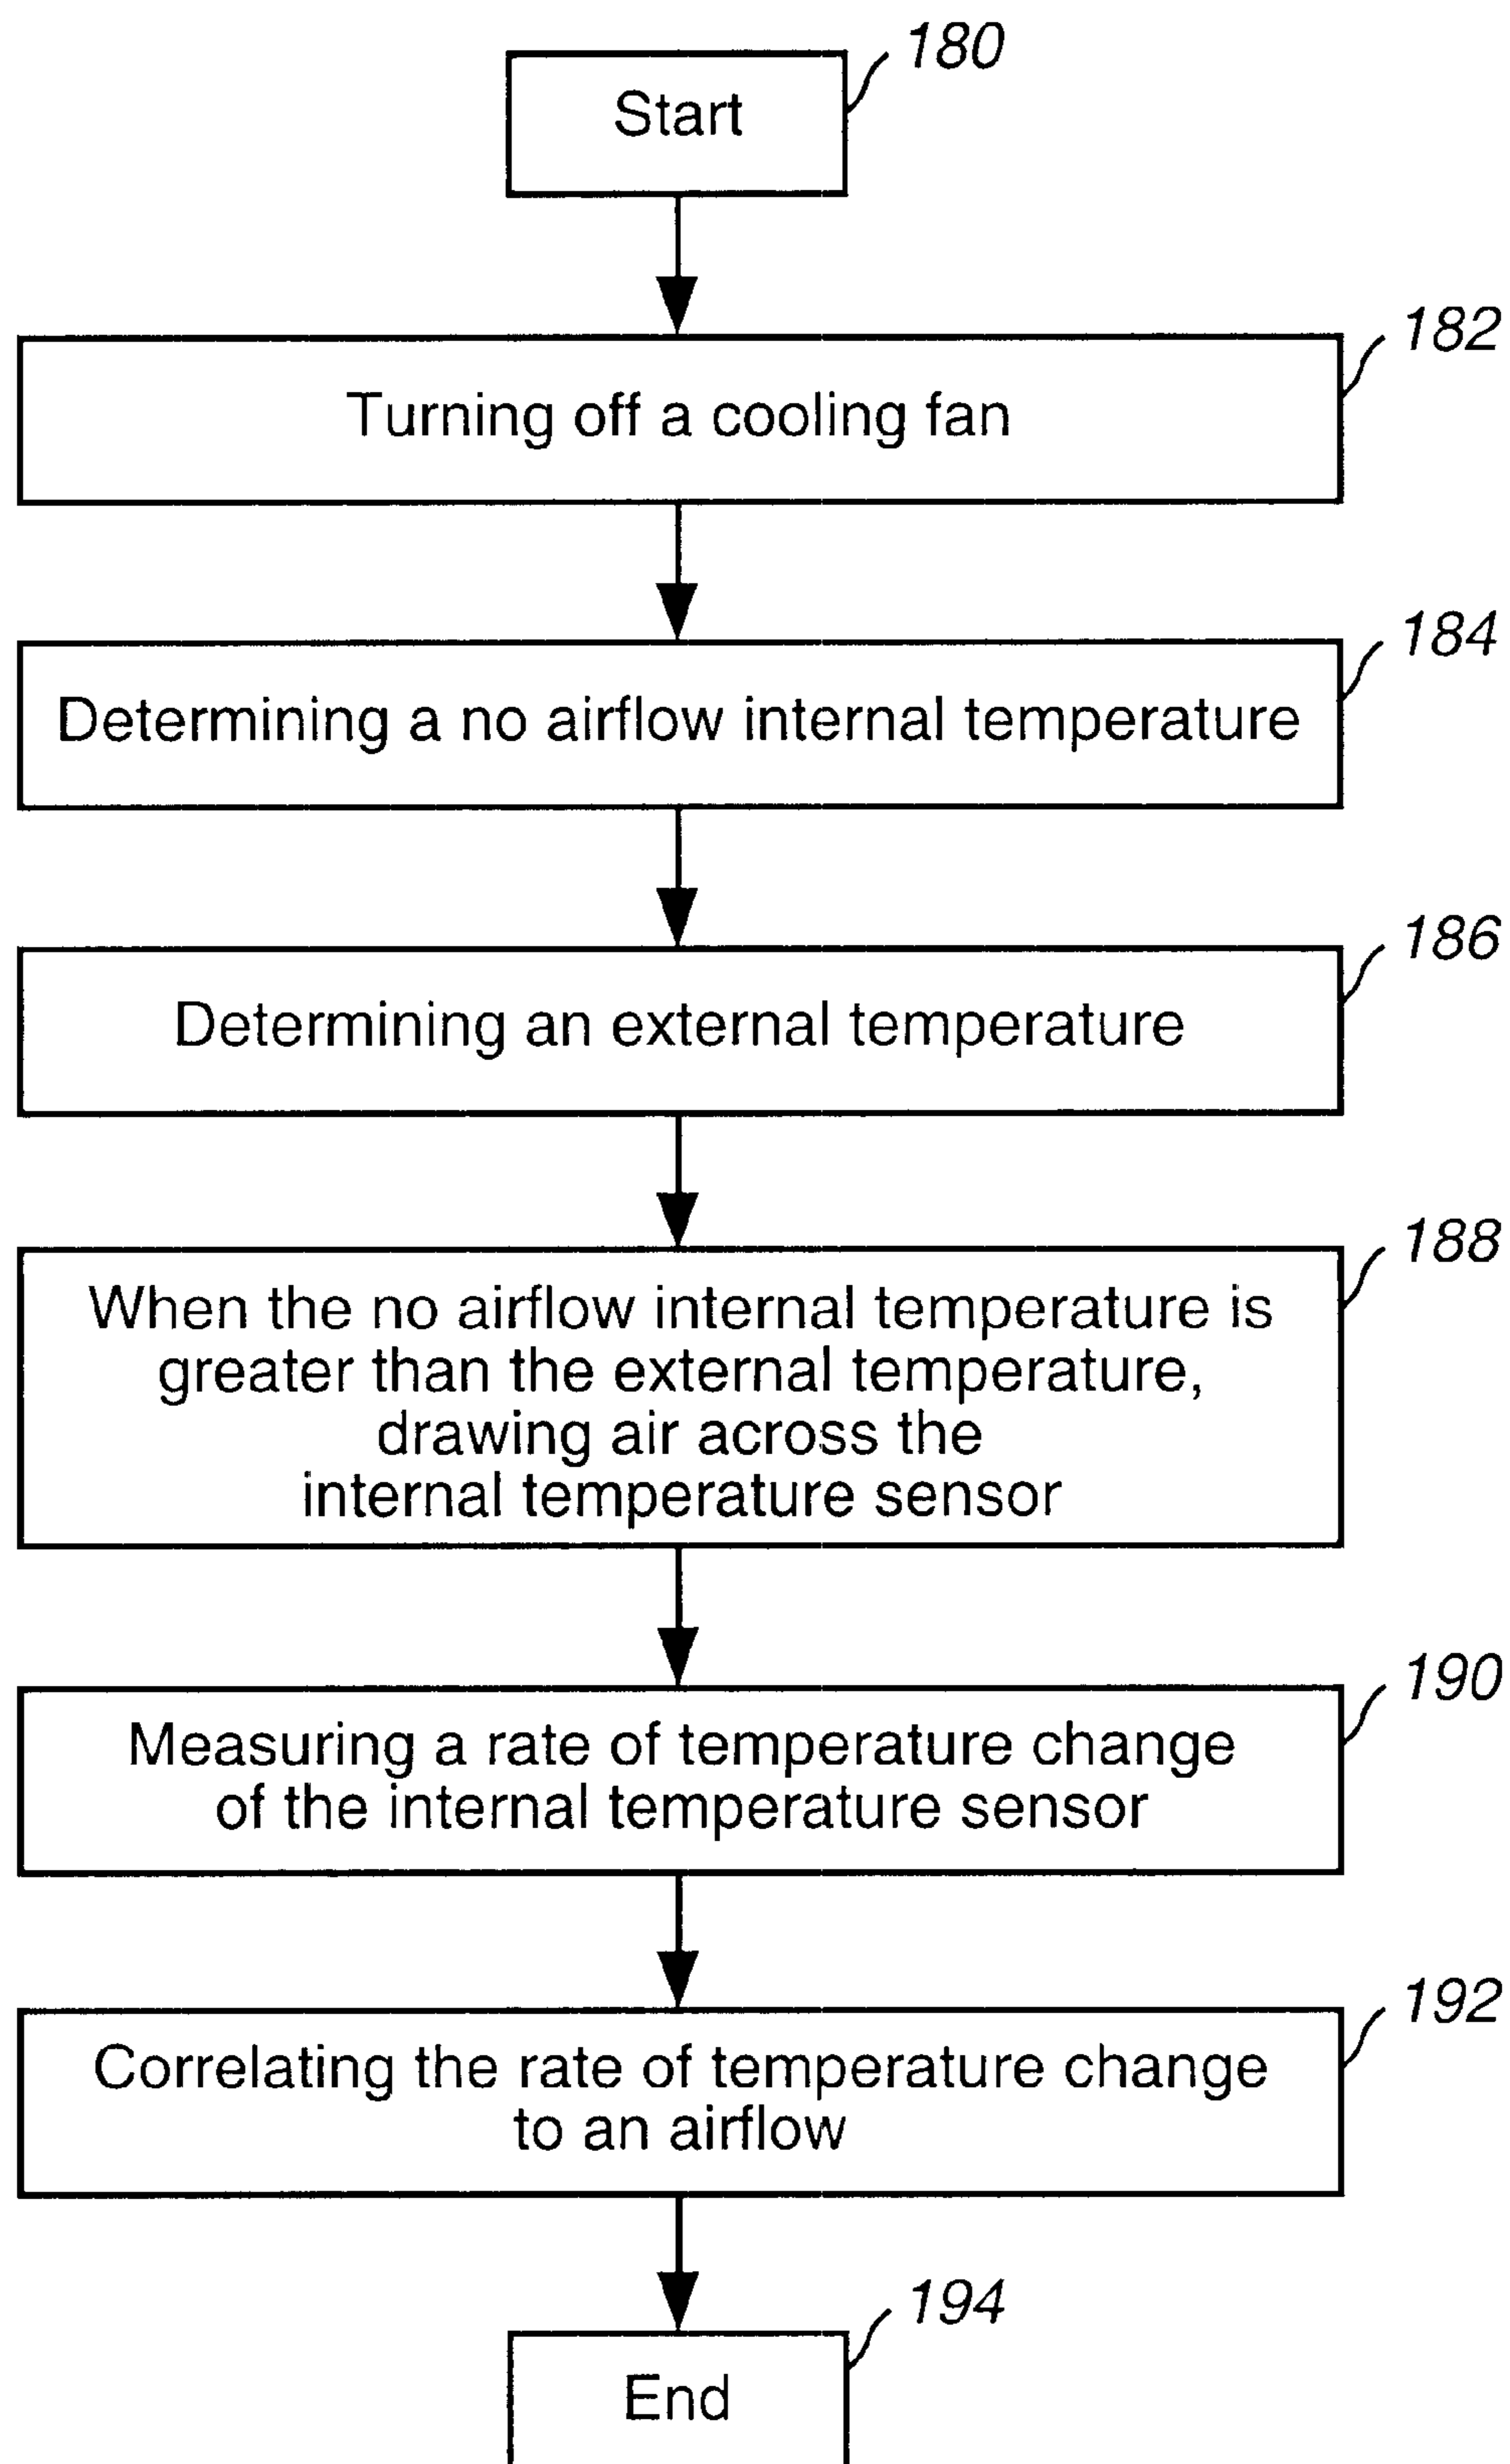 180
Start
182
Turning off a cooling fan
184
Determining a no airflow internal temperature
186
Determining an external temperature
188
When the no airflow internal temperature is
greater than the external temperature,
drawing air across the
internal temperature sensor
190
Measuring a rate of temperature change
of the internal temperature sensor
192
Correlating the rate of temperature change
to an airflow
194
End